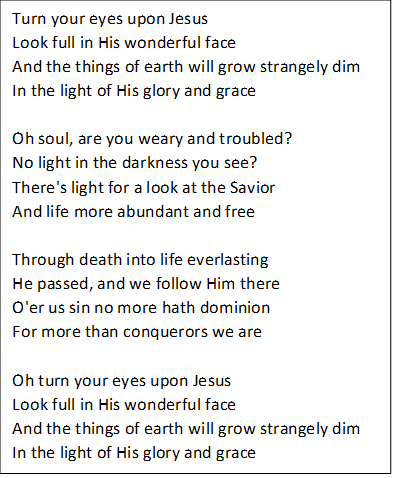 Turn your eyes upon Jesus
Look full in His wonderful face
And the things of earth will grow strangely dim
In the light of His glory and grace

Oh soul, are you weary and troubled?
No light in the darkness you see?
There's light for a look at the Savior
And life more abundant and free

Through death into life everlasting
He passed, and we follow Him there
O'er us sin no more hath dominion
For more than conquerors we are

Oh turn your eyes upon Jesus
Look full in His wonderful face
And the things of earth will grow strangely dim
In the light of His glory and grace